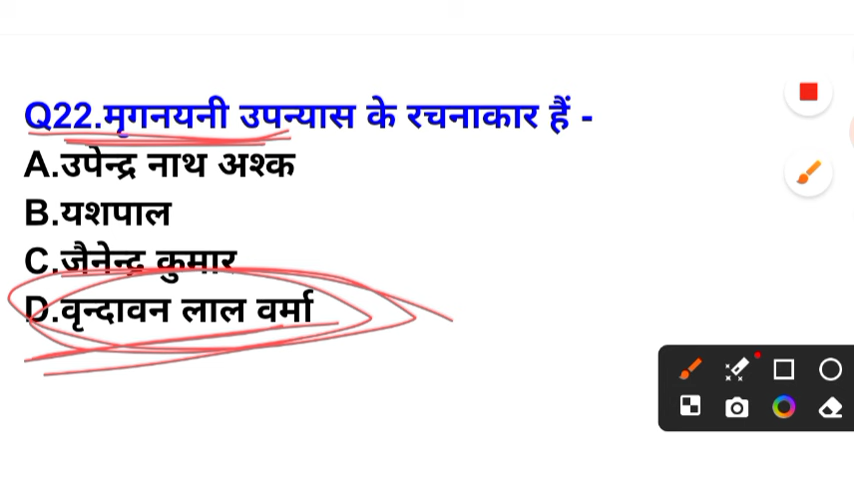 Q22.मृगनयनी उपन्यास के रचनाकार हैं -
A.उपेन्द्र नाथ अश्क
B.यशपाल
C.जैनेन्द्र कुमार
D.वृन्दावन लाल वर्मा